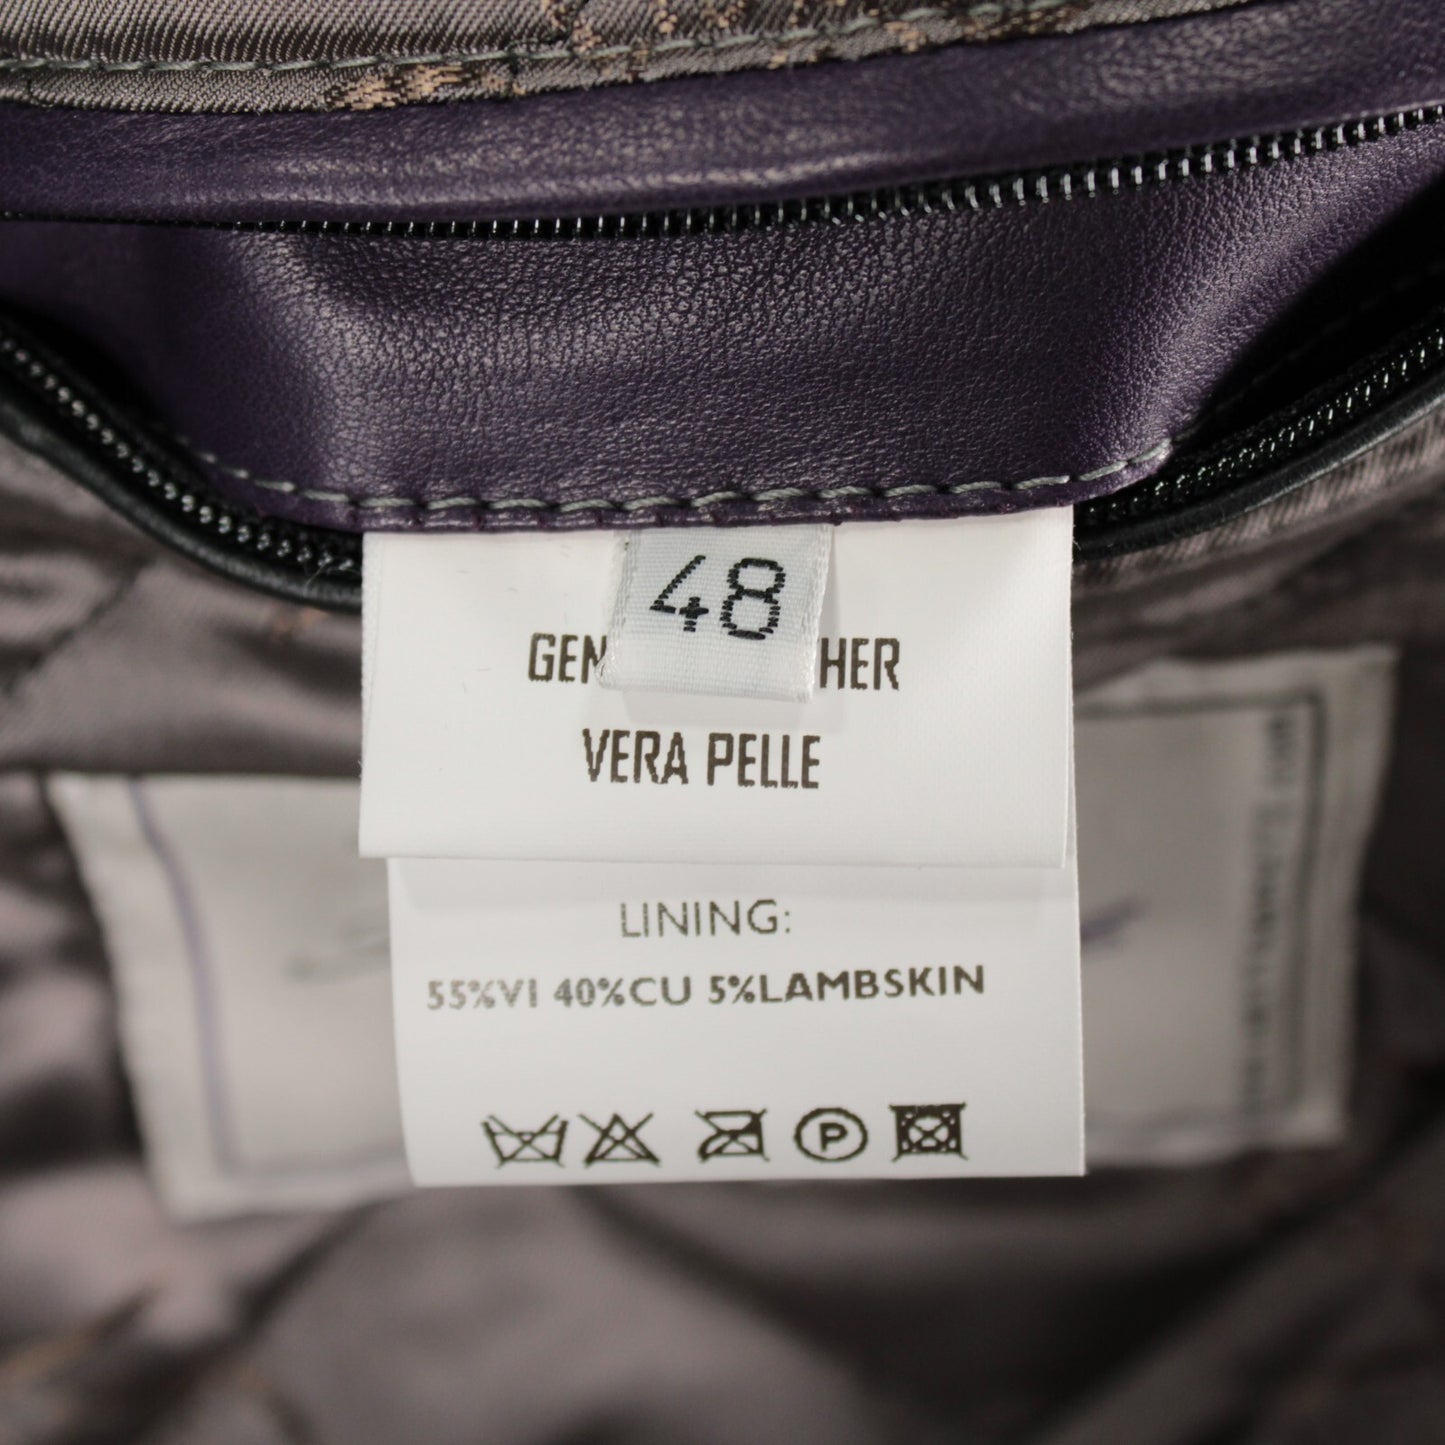 48
GEN HER
VERA PELLE
LINING:
55%VI 40%CU 5%LAMBSKIN
P